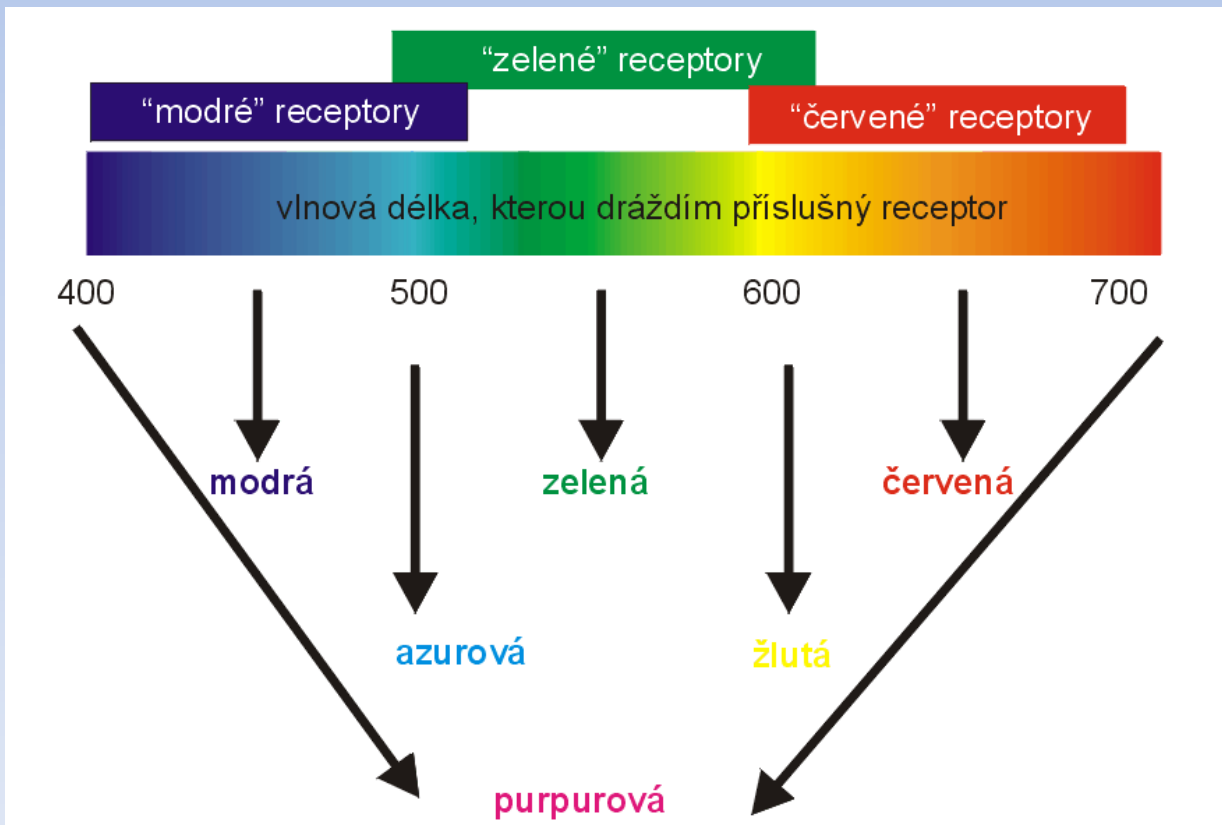 “zelené” receptory
“modré” receptory
“červené” receptory
vlnová délka, kterou dráždím příslušný receptor
400 500 600 700
modrá zelená červená
azurová žlutá
purpurová